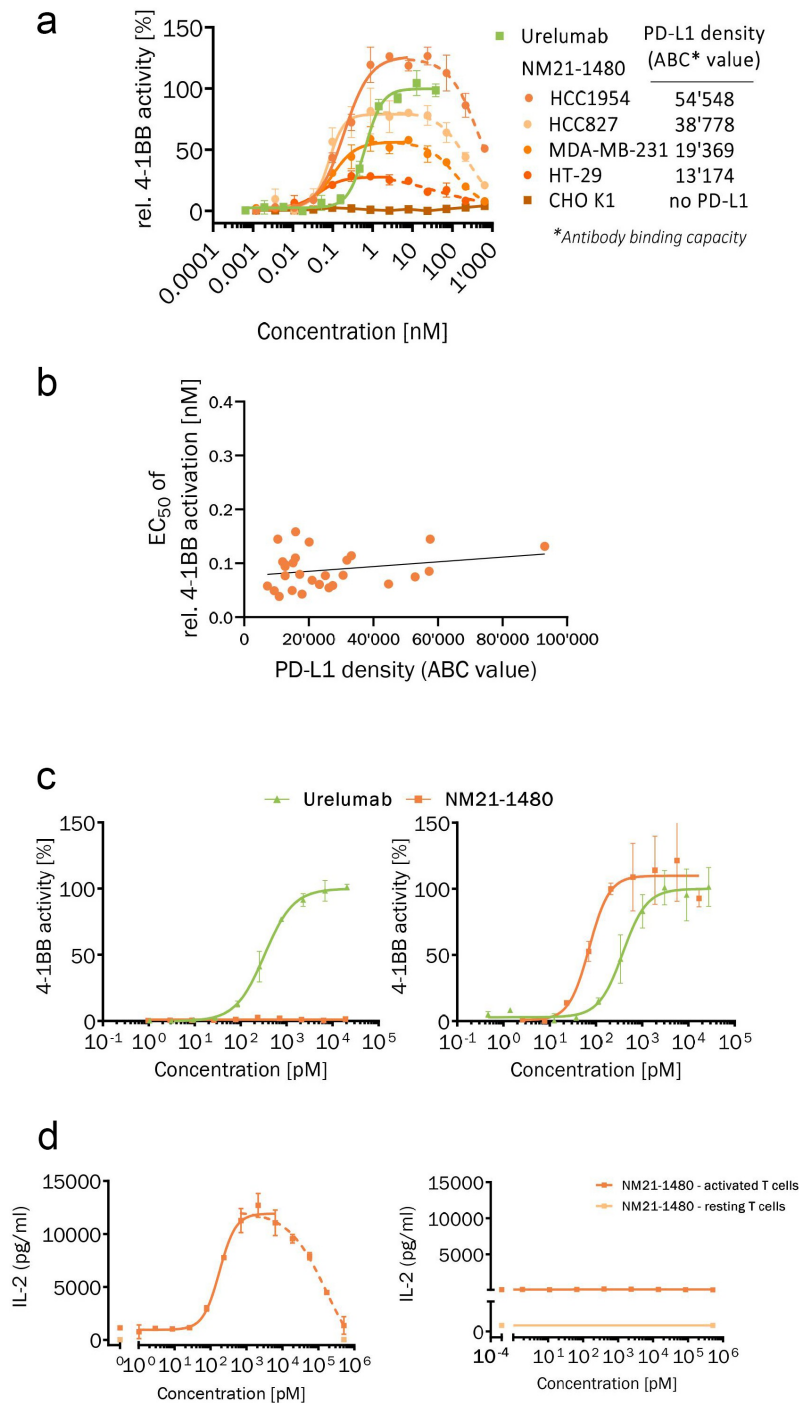 a
rel. 4-1BB activity [%]
150
100
50
0
0.0001
0.001
0.01
0.1
1
10
100
1'000
Concentration [nM]
Urelumab
NM21-1480
PD-L1 density
(ABC* value)
HCC1954 54'548
HCC827 38'778
MDA-MB-231 19'369
HT-29 13'174
CHO K1 no PD-L1
*Antibody binding capacity
b
EC50 of
rel. 4-1BB activation [nM]
0.4
0.3
0.2
0.1
0.0
0 20'000 40'000 60'000 80'000 100'000
PD-L1 density (ABC value)
c
Urelumab NM21-1480
4-1BB activity [%]
150
100
50
0
10-1 100 101 102 103 104 105
Concentration [pM]
4-1BB activity [%]
150
100
50
0
10-1 100 101 102 103 104 105
Concentration [pM]
d
IL-2 (pg/ml)
15000
10000
5000
0
0 100 101 102 103 104 105 106
Concentration [pM]
IL-2 (pg/ml)
15000
10000
5000
0
10-4 101 102 103 104 105 106
Concentration [pM]
NM21-1480 - activated T cells
NM21-1480 - resting T cells